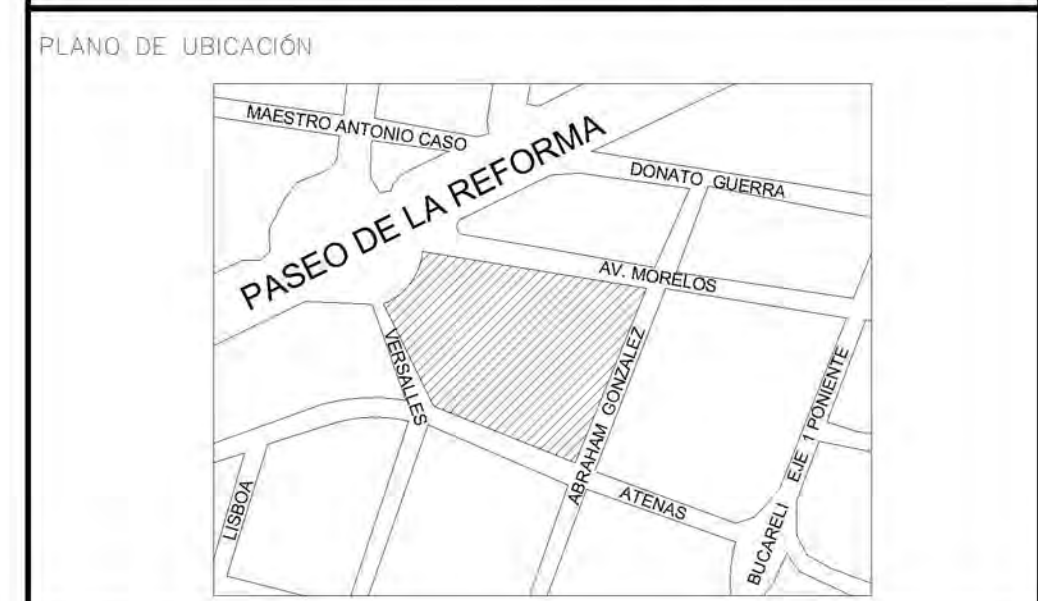 PLANO DE UBICACIÓN
MAESTRO ANTONIO CASO
PASEO DE LA REFORMA
DONATO GUERRA
AV. MORELOS
VERSALLES
ABRAHAM GONZALEZ
EJE 1 PONIENTE
LISBOA
ATENAS
BUCARELI